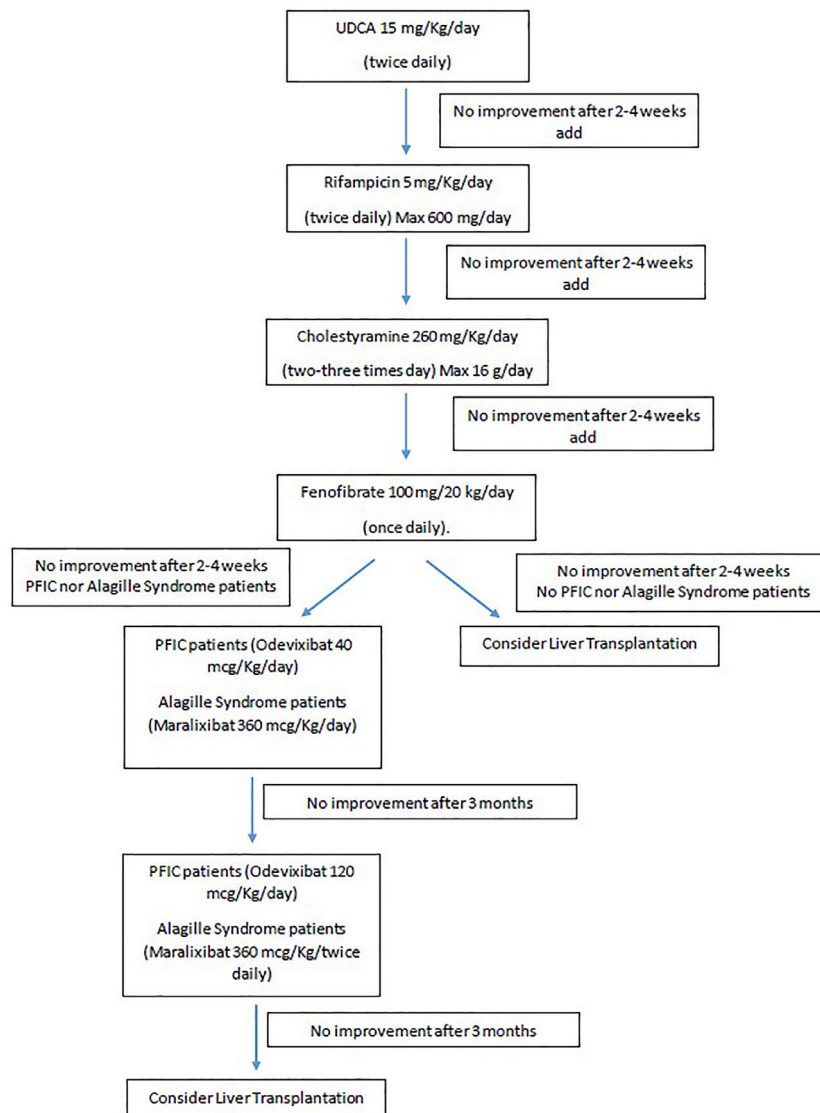 UDCA 15 mg/Kg/day
(twice daily)
No improvement after 2-4 weeks
add
Rifampicin 5 mg/Kg/day
(twice daily) Max 600 mg/day
No improvement after 2-4 weeks
add
Cholestyramine 260 mg/Kg/day
(two-three times day) Max 16 g/day
No improvement after 2-4 weeks
add
Fenofibrate 100 mg/20 kg/day
(once daily).
No improvement after 2-4 weeks
PFIC nor Alagille Syndrome patients
No improvement after 2-4 weeks
No PFIC nor Alagille Syndrome patients
PFIC patients (Odevixibat 40
mcg/Kg/day)
Alagille Syndrome patients
(Maralixibat 360 mcg/Kg/day)
Consider Liver Transplantation
No improvement after 3 months
PFIC patients (Odevixibat 120
mcg/Kg/day)
Alagille Syndrome patients
(Maralixibat 360 mcg/Kg/twice
daily)
No improvement after 3 months
Consider Liver Transplantation